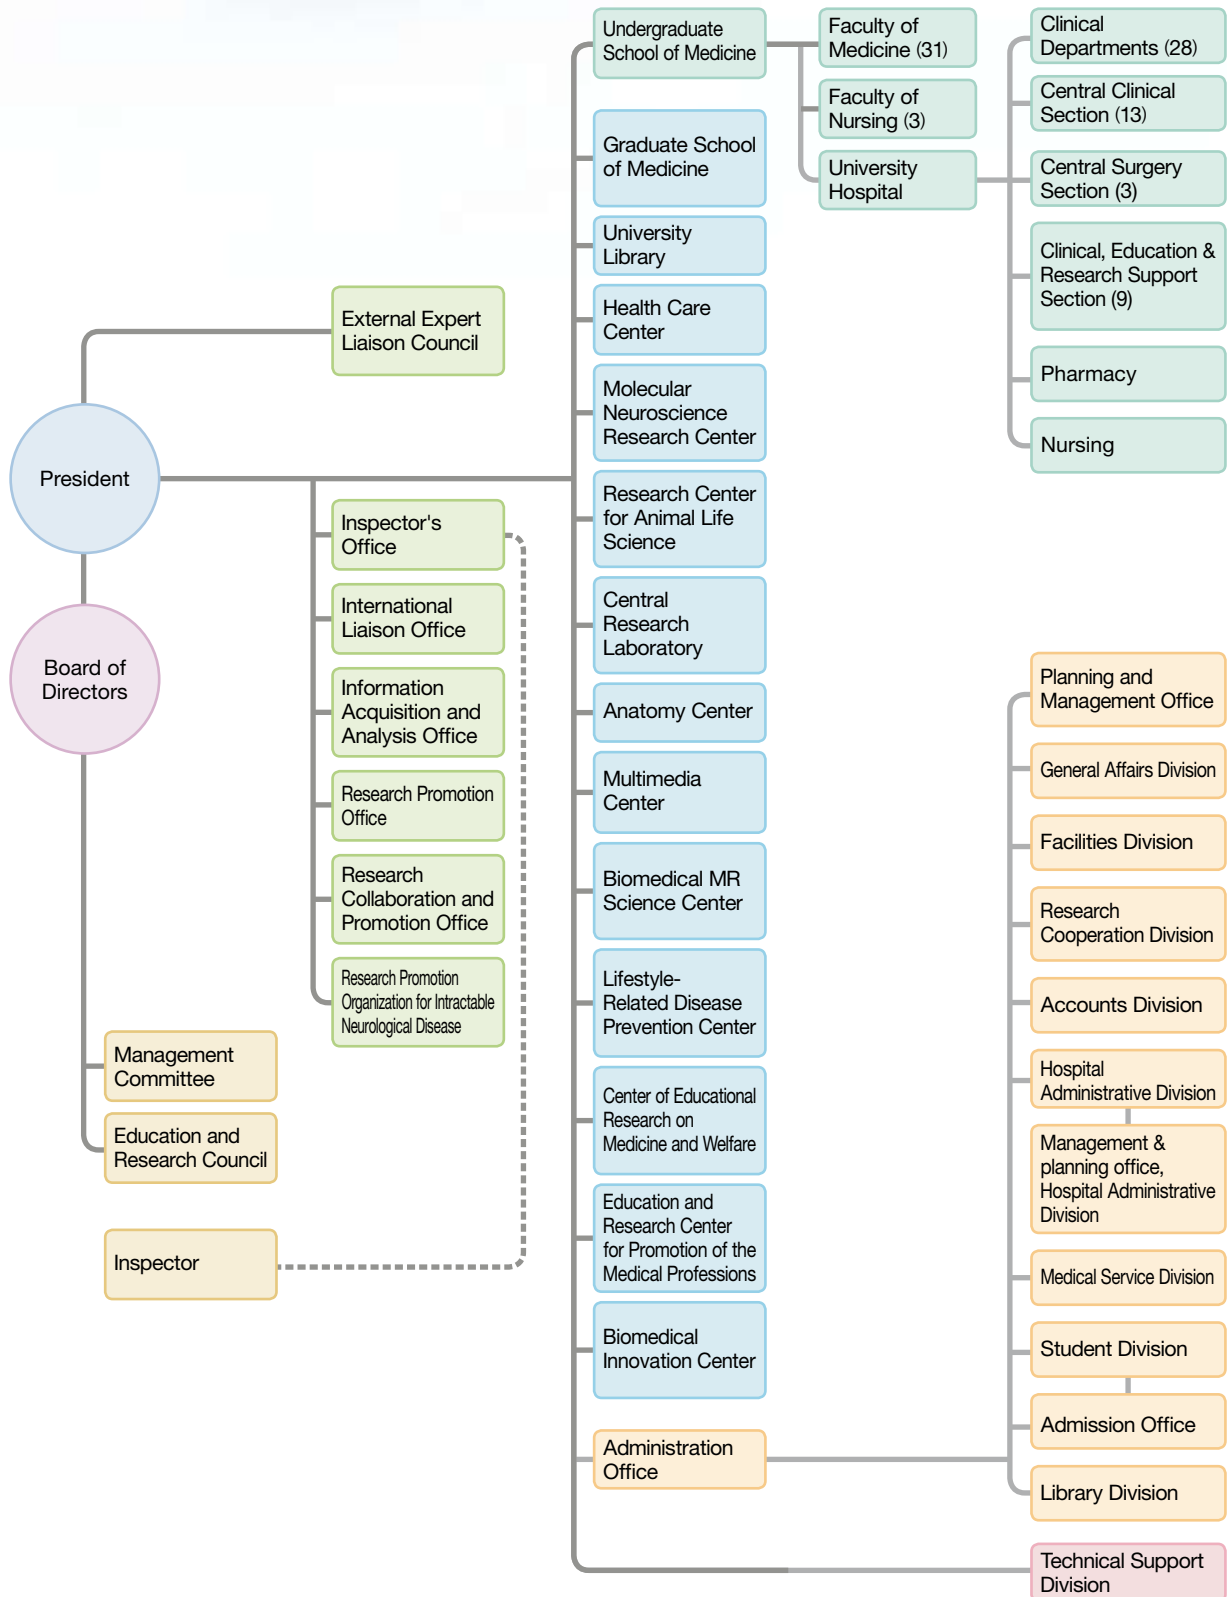 President
Board of
Directors
External Expert
Liaison Council
Inspector's
Office
International
Liaison Office
Information
Acquisition and
Analysis Office
Research Promotion
Office
Research
Collaboration and
Promotion Office
Research Promotion
Organization for Intractable
Neurological Disease
Management
Committee
Education and
Research Council
Inspector
Undergraduate
School of Medicine
Graduate School
of Medicine
University
Library
Health Care
Center
Molecular
Neuroscience
Research Center
Research Center
for Animal Life
Science
Central
Research
Laboratory
Anatomy Center
Multimedia
Center
Biomedical MR
Science Center
Lifestyle-
Related Disease
Prevention Center
Center of Educational
Research on
Medicine and Welfare
Education and
Research Center
for Promotion of the
Medical Professions
Biomedical
Innovation Center
Administration
Office
Faculty of
Medicine (31)
Faculty of
Nursing (3)
University
Hospital
Clinical
Departments (28)
Central Clinical
Section (13)
Central Surgery
Section (3)
Clinical, Education &
Research Support
Section (9)
Pharmacy
Nursing
Planning and
Management Office
General Affairs Division
Facilities Division
Research
Cooperation Division
Accounts Division
Hospital
Administrative Division
Management &
planning office,
Hospital Administrative
Division
Medical Service Division
Student Division
Admission Office
Library Division
Technical Support
Division